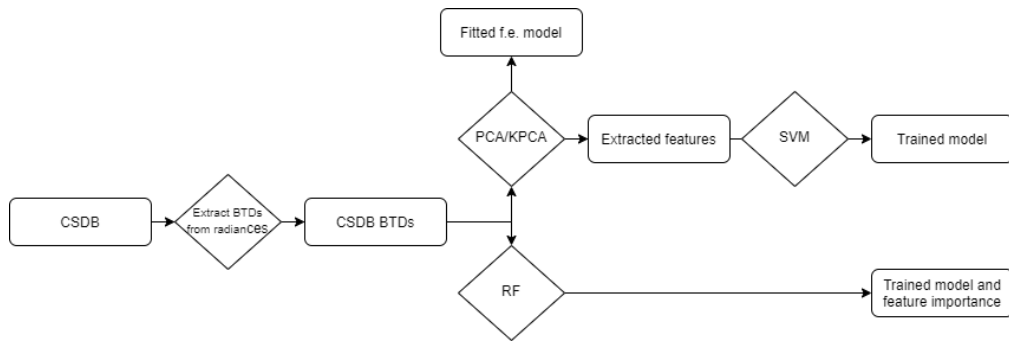 Fitted f.e. model
PCA/KPCA
Extracted features
SVM
Trained model
CSDB
Extract BTDs
from radiances
CSDB BTDs
RF
Trained model and
feature importance